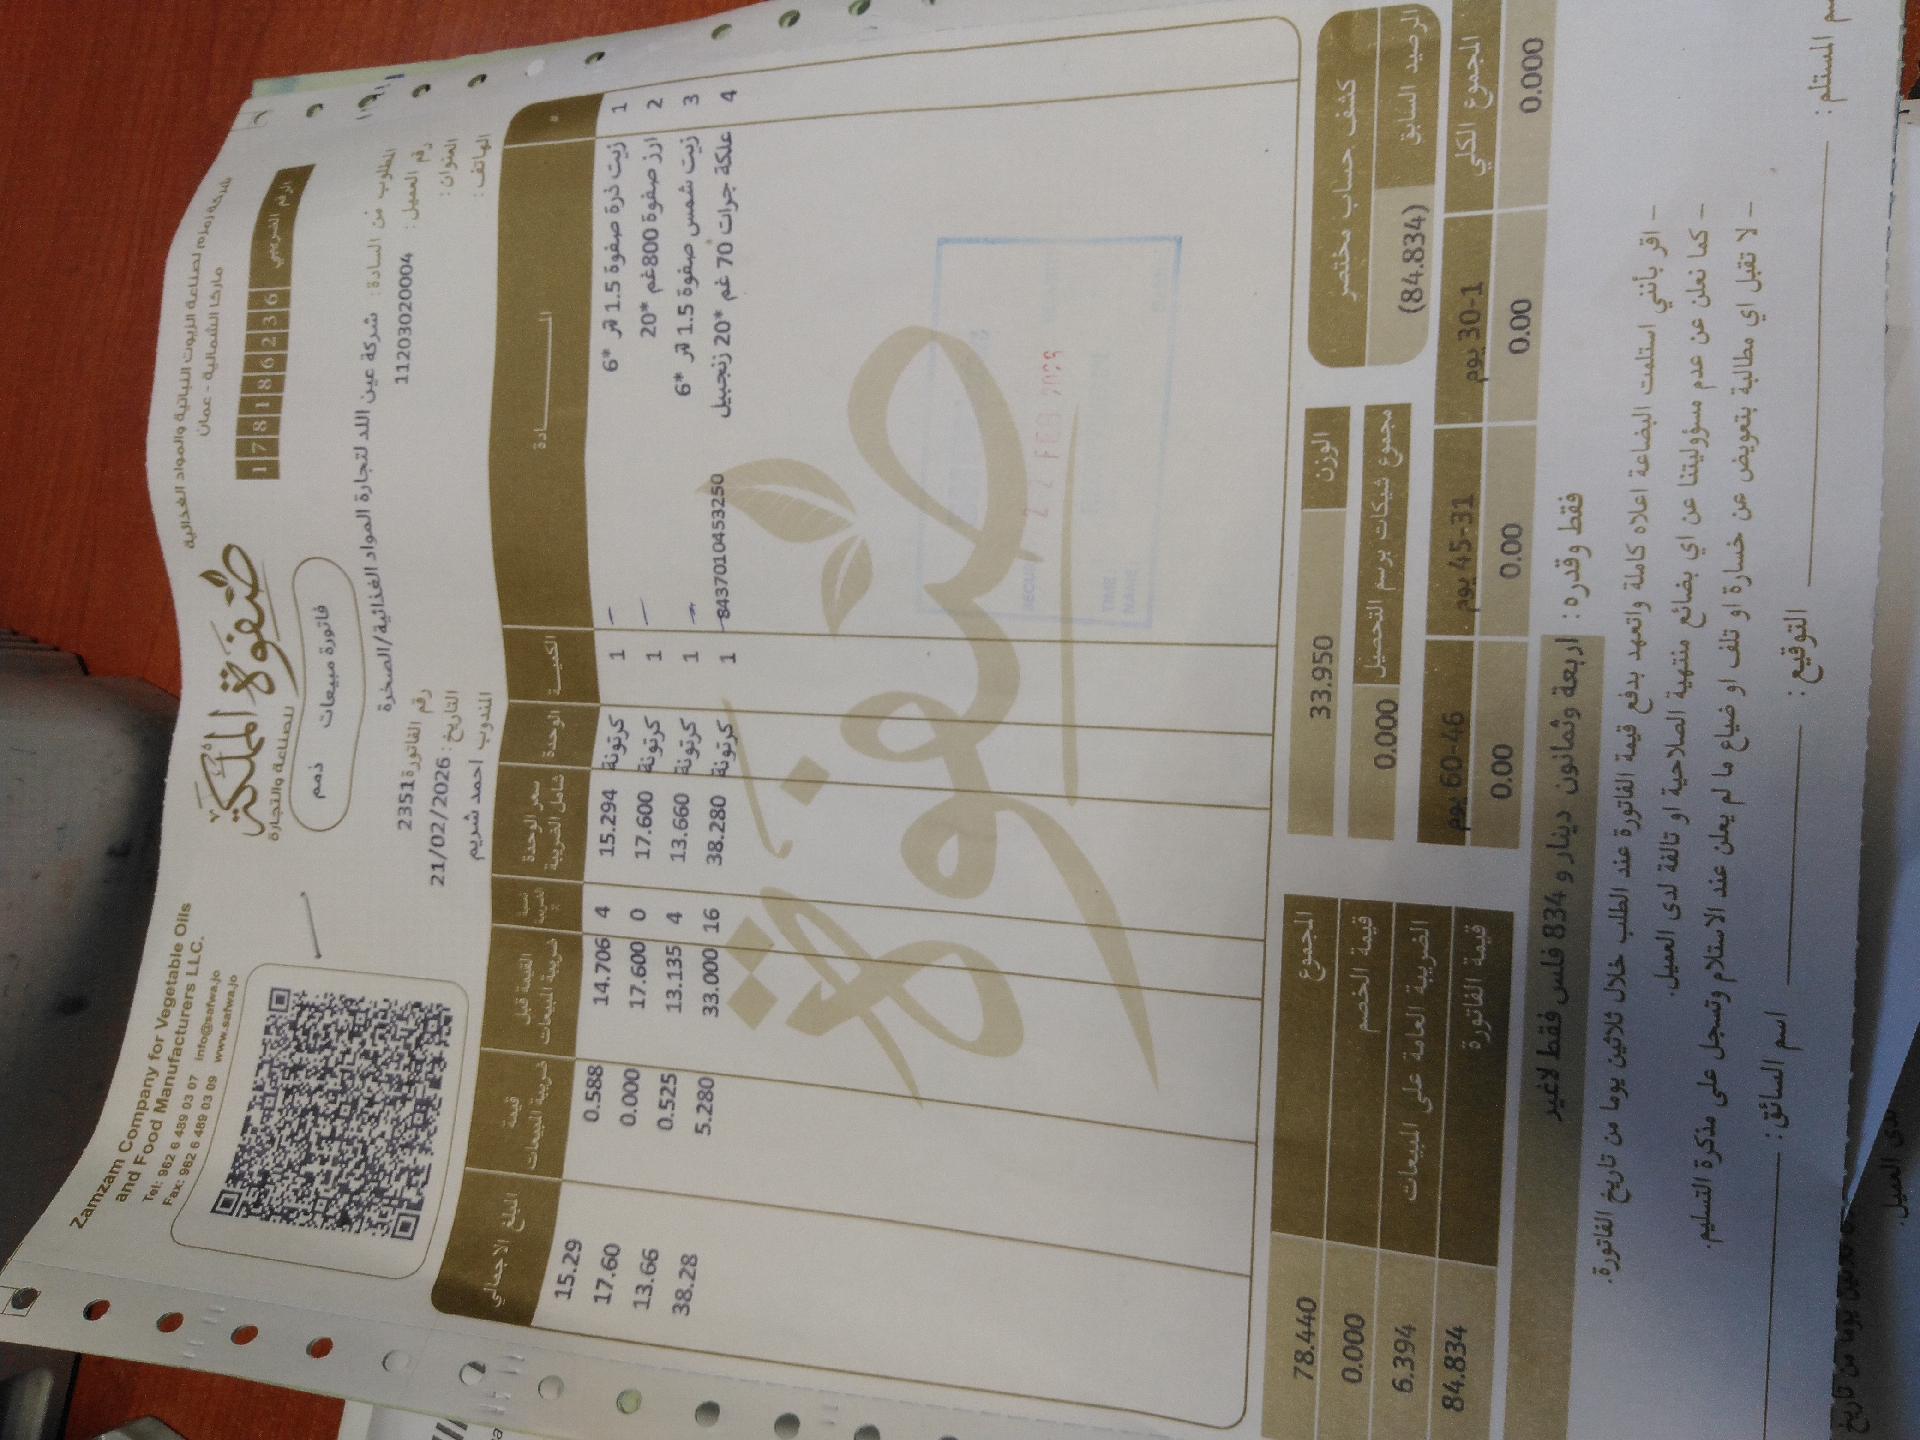 Zamzam Company for Vegetable Oils
and Food Manufacturers LLC.
Tel: 962 6 489 03 07 info@safwa.jo
Fax: 962 6 489 03 09 www.safwa.jo
صفوة المملكة
للصناعة والتجارة
شركة زمزم لصناعة الزيوت النباتية والمواد الغذائية
ماركا الشمالية - عمان
الرقم الضريبي 178186236
فاتورة مبيعات ذمم
المطلوب من السادة: شركة عين اللد لتجارة المواد الغذائية/الصخرة
رقم العميل: 11203020004
العنوان:
الهاتف:
رقم الفاتورة 2351
التاريخ: 21/02/2026
المندوب احمد شريم
المـــادة الكميـة الوحدة سعر الوحدة شامل الضريبة نسبة الضريبة القيمة قبل ضريبة المبيعات قيمة ضريبة المبيعات المبلغ الاجمالي
1 زيت ذرة صفوة 1.5 لتر *6 1 كرتونة 15.294 4 14.706 0.588 15.29
2 ارز صفوة 800غم *20 1 كرتونة 17.600 0 17.600 0.000 17.60
3 زيت شمس صفوة 1.5 لتر *6 1 كرتونة 13.660 4 13.135 0.525 13.66
4 علكة جرات 70 غم *20 زنجبيل 8437010453250 1 كرتونة 38.280 16 33.000 5.280 38.28
صفوة
2 FEB 2026
TIME:
NAME:
كشف حساب مختصر
الرصيد السابق (84.834)
الوزن 33.950
مجموع شيكات برسم التحصيل 0.000
المجموع 78.440
قيمة الخصم 0.000
الضريبة العامة على المبيعات 6.394
قيمة الفاتورة 84.834
المجموع الكلي 30-1 يوم 45-31 يوم 60-46 يوم
0.000 0.00 0.00 0.00
فقط وقدره: اربعة وثمانون دينار و 834 فلس فقط لاغير
- اقر بأنني استلمت البضاعة اعلاه كاملة واتعهد بدفع قيمة الفاتورة عند الطلب خلال ثلاثين يوما من تاريخ الفاتورة.
- كما نعلن عن عدم مسؤوليتنا عن اي بضائع منتهية الصلاحية او تالفة لدى العميل.
- لا تقبل اي مطالبة بتعويض عن خسارة او تلف او ضياع ما لم يعلن عند الاستلام وتسجل على مذكرة التسليم.
المستلم: التوقيع: اسم السائق:
لدى العميل.